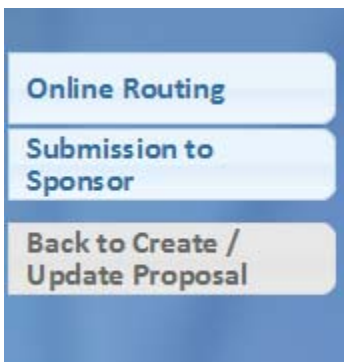 Online Routing
Submission to
Sponsor
Back to Create /
Update Proposal